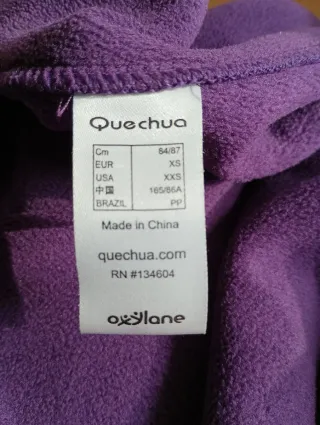 Quechua
Cm 84/87
EUR XS
USA XXS
中国 165/86A
BRAZIL PP
Made in China
quechua.com
RN #134604
oxylane